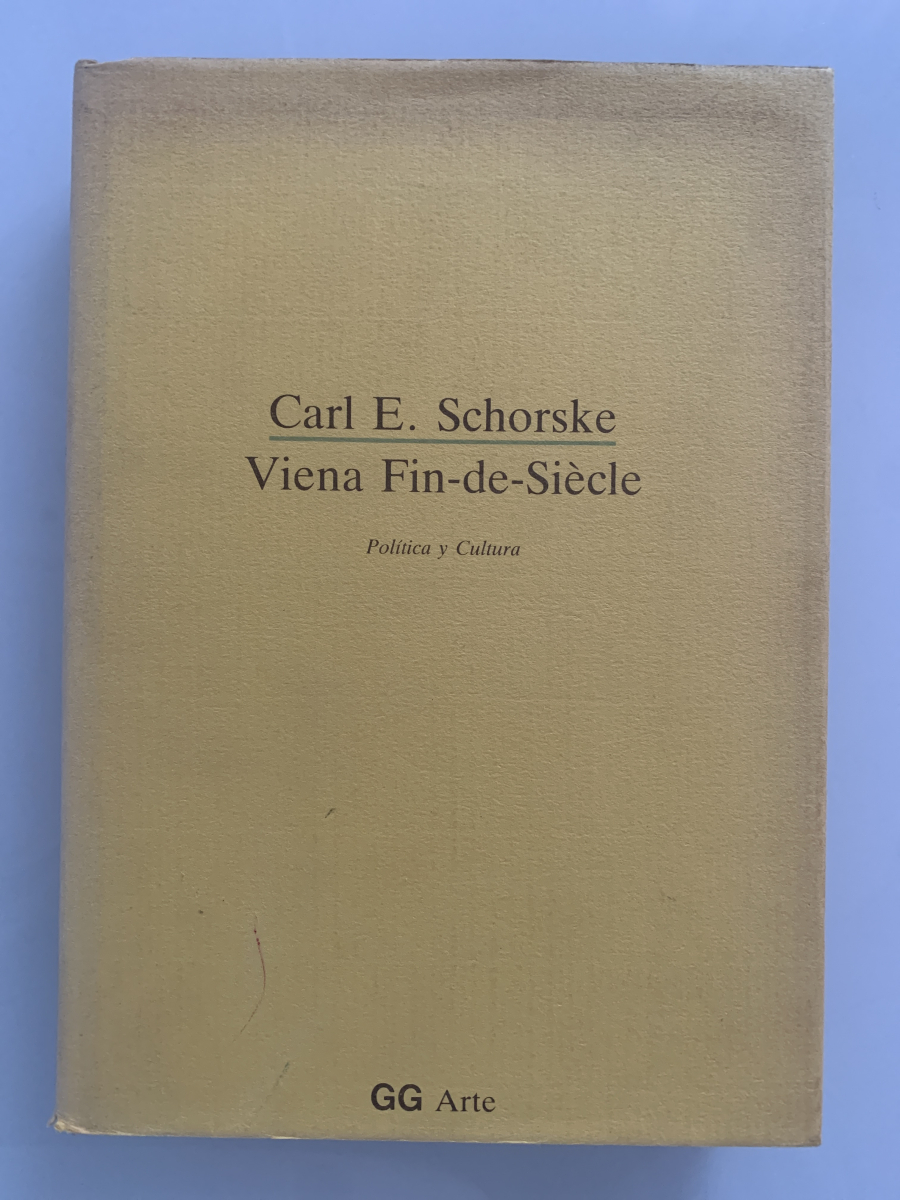 Carl E. Schorske
Viena Fin-de-Siècle
Política y Cultura
GG Arte